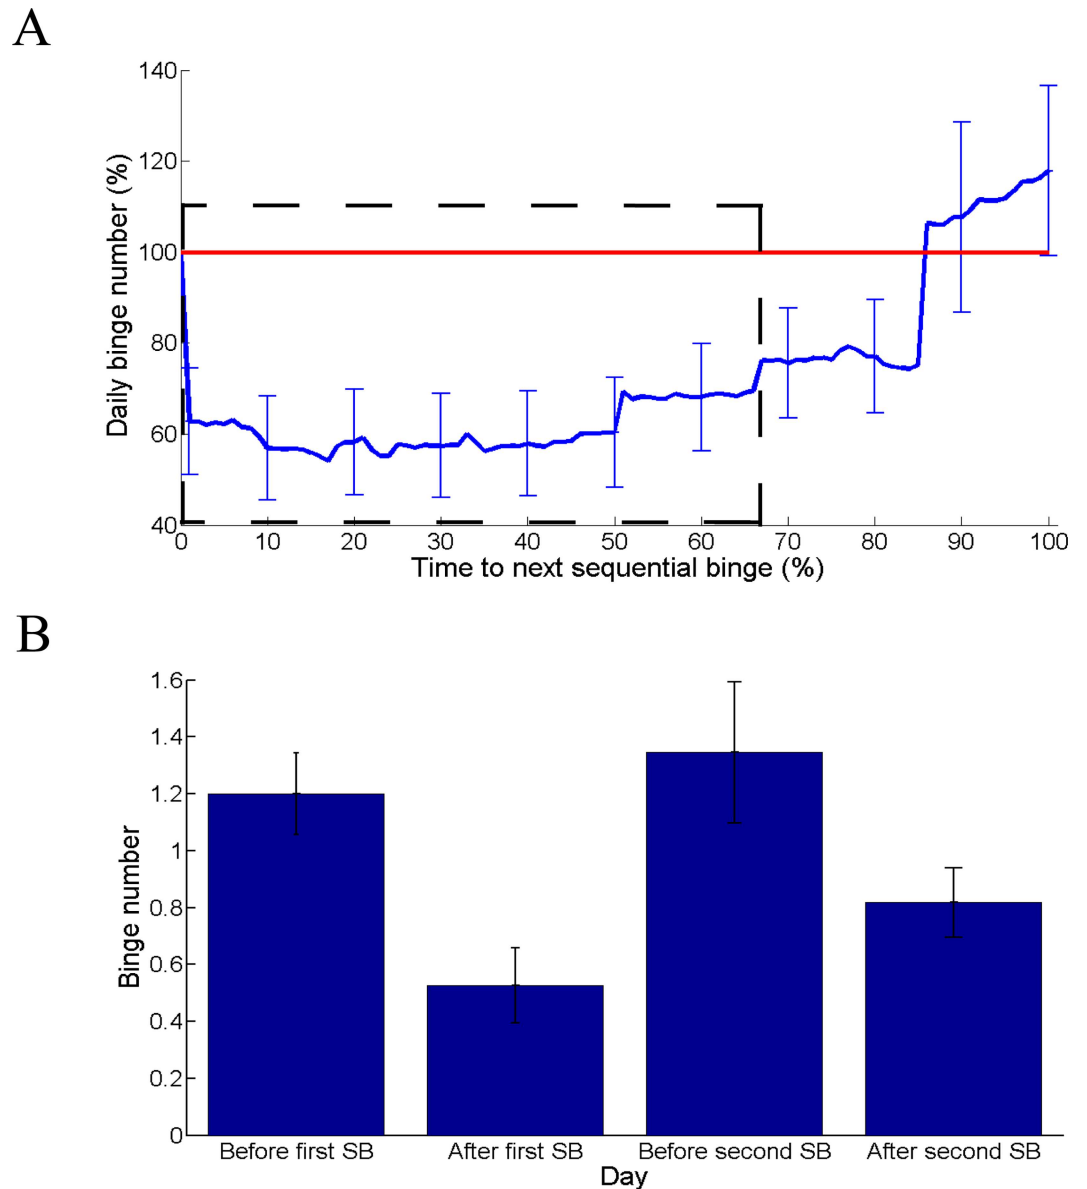 A
140
120
100
80
60
40
Daily binge number (%)
0 10 20 30 40 50 60 70 80 90 100
Time to next sequential binge (%)
B
1.6
1.4
1.2
1
0.8
0.6
0.4
0.2
0
Binge number
Before first SB After first SB Before second SB After second SB
Day